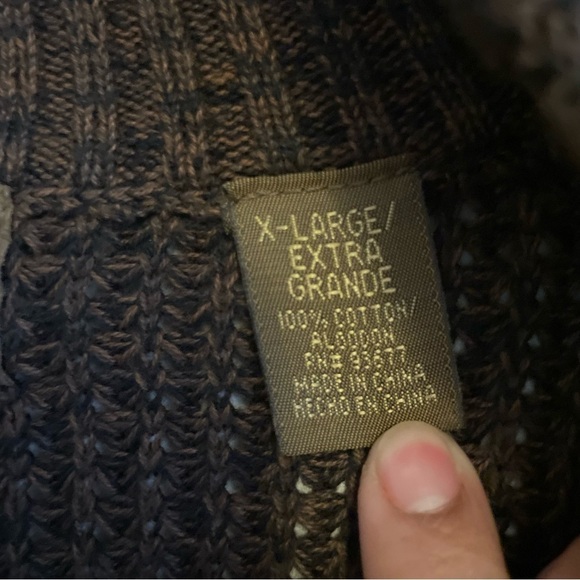 X-LARGE/
EXTRA
GRANDE
100% COTTON/
ALGODON
RN# 93677
MADE IN CHINA
HECHO EN CHINA